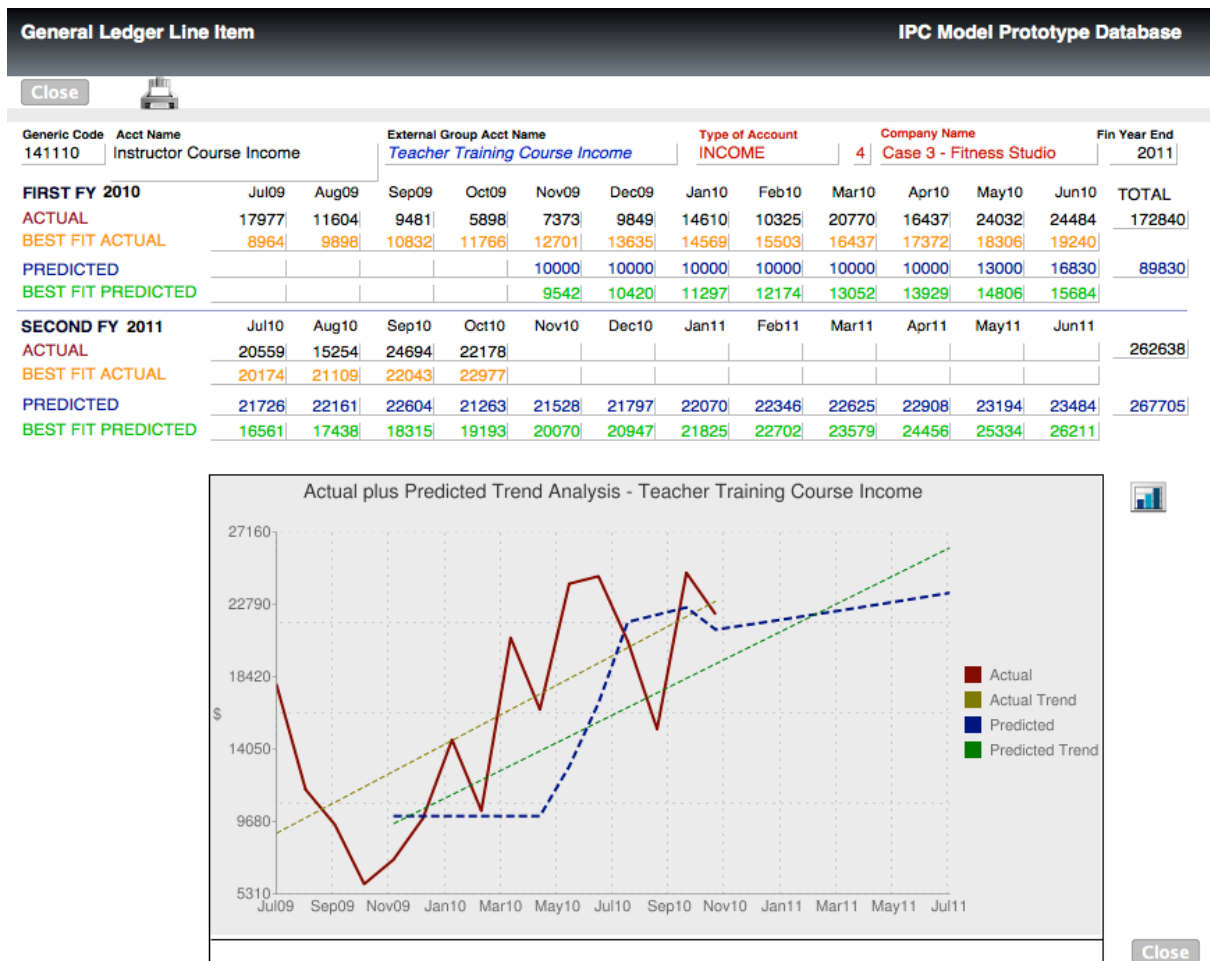 General Ledger Line Item IPC Model Prototype Database
Close
Generic Code Acct Name External Group Acct Name Type of Account Company Name Fin Year End
141110 Instructor Course Income Teacher Training Course Income INCOME 4 Case 3 - Fitness Studio 2011
FIRST FY 2010 Jul09 Aug09 Sep09 Oct09 Nov09 Dec09 Jan10 Feb10 Mar10 Apr10 May10 Jun10 TOTAL
ACTUAL 17977 11604 9481 5898 7373 9849 14610 10325 20770 16437 24032 24484 172840
BEST FIT ACTUAL 8964 9898 10832 11766 12701 13635 14569 15503 16437 17372 18306 19240
PREDICTED 10000 10000 10000 10000 10000 10000 13000 16830 89830
BEST FIT PREDICTED 9542 10420 11297 12174 13052 13929 14806 15684
SECOND FY 2011 Jul10 Aug10 Sep10 Oct10 Nov10 Dec10 Jan11 Feb11 Mar11 Apr11 May11 Jun11
ACTUAL 20559 15254 24694 22178 262638
BEST FIT ACTUAL 20174 21109 22043 22977
PREDICTED 21726 22161 22604 21263 21528 21797 22070 22346 22625 22908 23194 23484 267705
BEST FIT PREDICTED 16561 17438 18315 19193 20070 20947 21825 22702 23579 24456 25334 26211
Actual plus Predicted Trend Analysis - Teacher Training Course Income
27160
22790
18420
$
14050
9680
5310
Jul09 Sep09 Nov09 Jan10 Mar10 May10 Jul10 Sep10 Nov10 Jan11 Mar11 May11 Jul11
Actual
Actual Trend
Predicted
Predicted Trend
Close